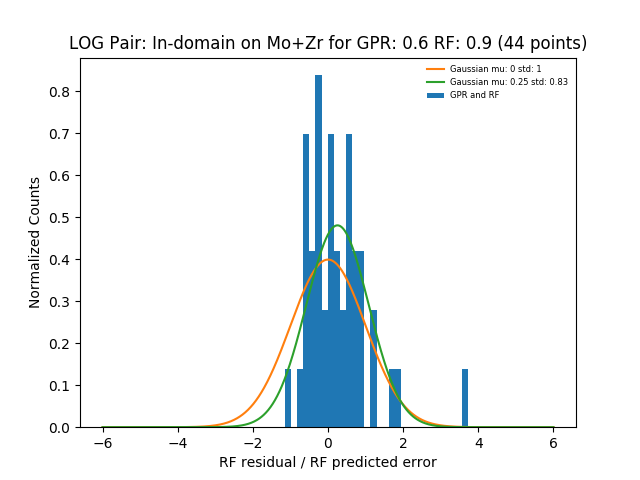 LOG Pair: In-domain on Mo+Zr for GPR: 0.6 RF: 0.9 (44 points)
Gaussian mu: 0 std: 1
Gaussian mu: 0.25 std: 0.83
GPR and RF
Normalized Counts
0.8
0.7
0.6
0.5
0.4
0.3
0.2
0.1
0.0
−6 −4 −2 0 2 4 6
RF residual / RF predicted error